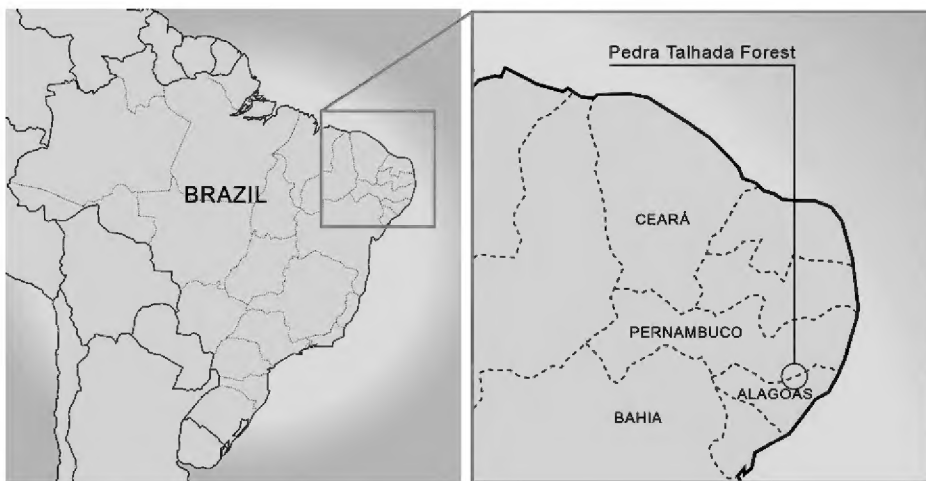 BRAZIL
Pedra Talhada Forest
CEARÁ
PERNAMBUCO
ALAGOAS
BAHIA